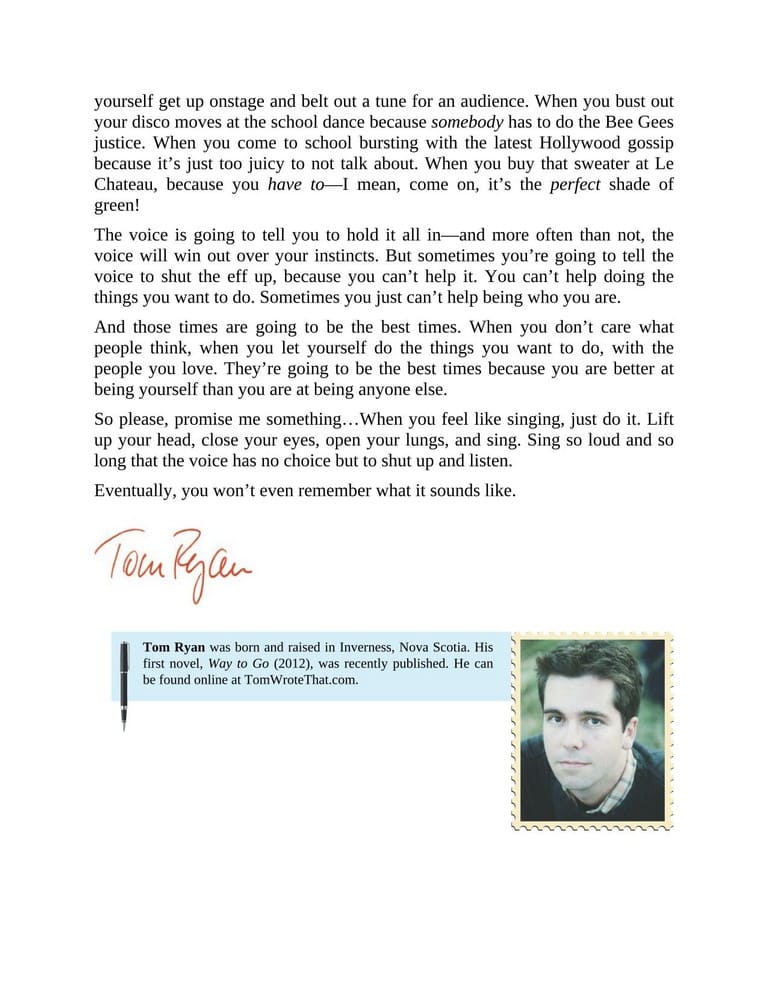 yourself get up onstage and belt out a tune for an audience. When you bust out
your disco moves at the school dance because somebody has to do the Bee Gees
justice. When you come to school bursting with the latest Hollywood gossip
because it’s just too juicy to not talk about. When you buy that sweater at Le
Chateau, because you have to—I mean, come on, it’s the perfect shade of
green!
The voice is going to tell you to hold it all in—and more often than not, the
voice will win out over your instincts. But sometimes you’re going to tell the
voice to shut the eff up, because you can’t help it. You can’t help doing the
things you want to do. Sometimes you just can’t help being who you are.
And those times are going to be the best times. When you don’t care what
people think, when you let yourself do the things you want to do, with the
people you love. They’re going to be the best times because you are better at
being yourself than you are at being anyone else.
So please, promise me something…When you feel like singing, just do it. Lift
up your head, close your eyes, open your lungs, and sing. Sing so loud and so
long that the voice has no choice but to shut up and listen.
Eventually, you won’t even remember what it sounds like.
Tom Ryan
Tom Ryan was born and raised in Inverness, Nova Scotia. His
first novel, Way to Go (2012), was recently published. He can
be found online at TomWroteThat.com.